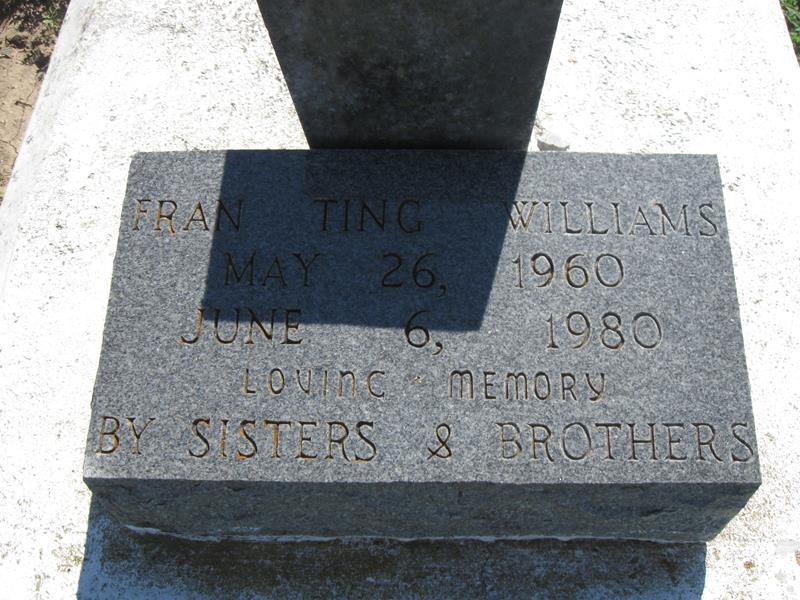 FRAN TING WILLIAMS
MAY 26, 1960
JUNE 6, 1980
LOVING MEMORY
BY SISTERS & BROTHERS